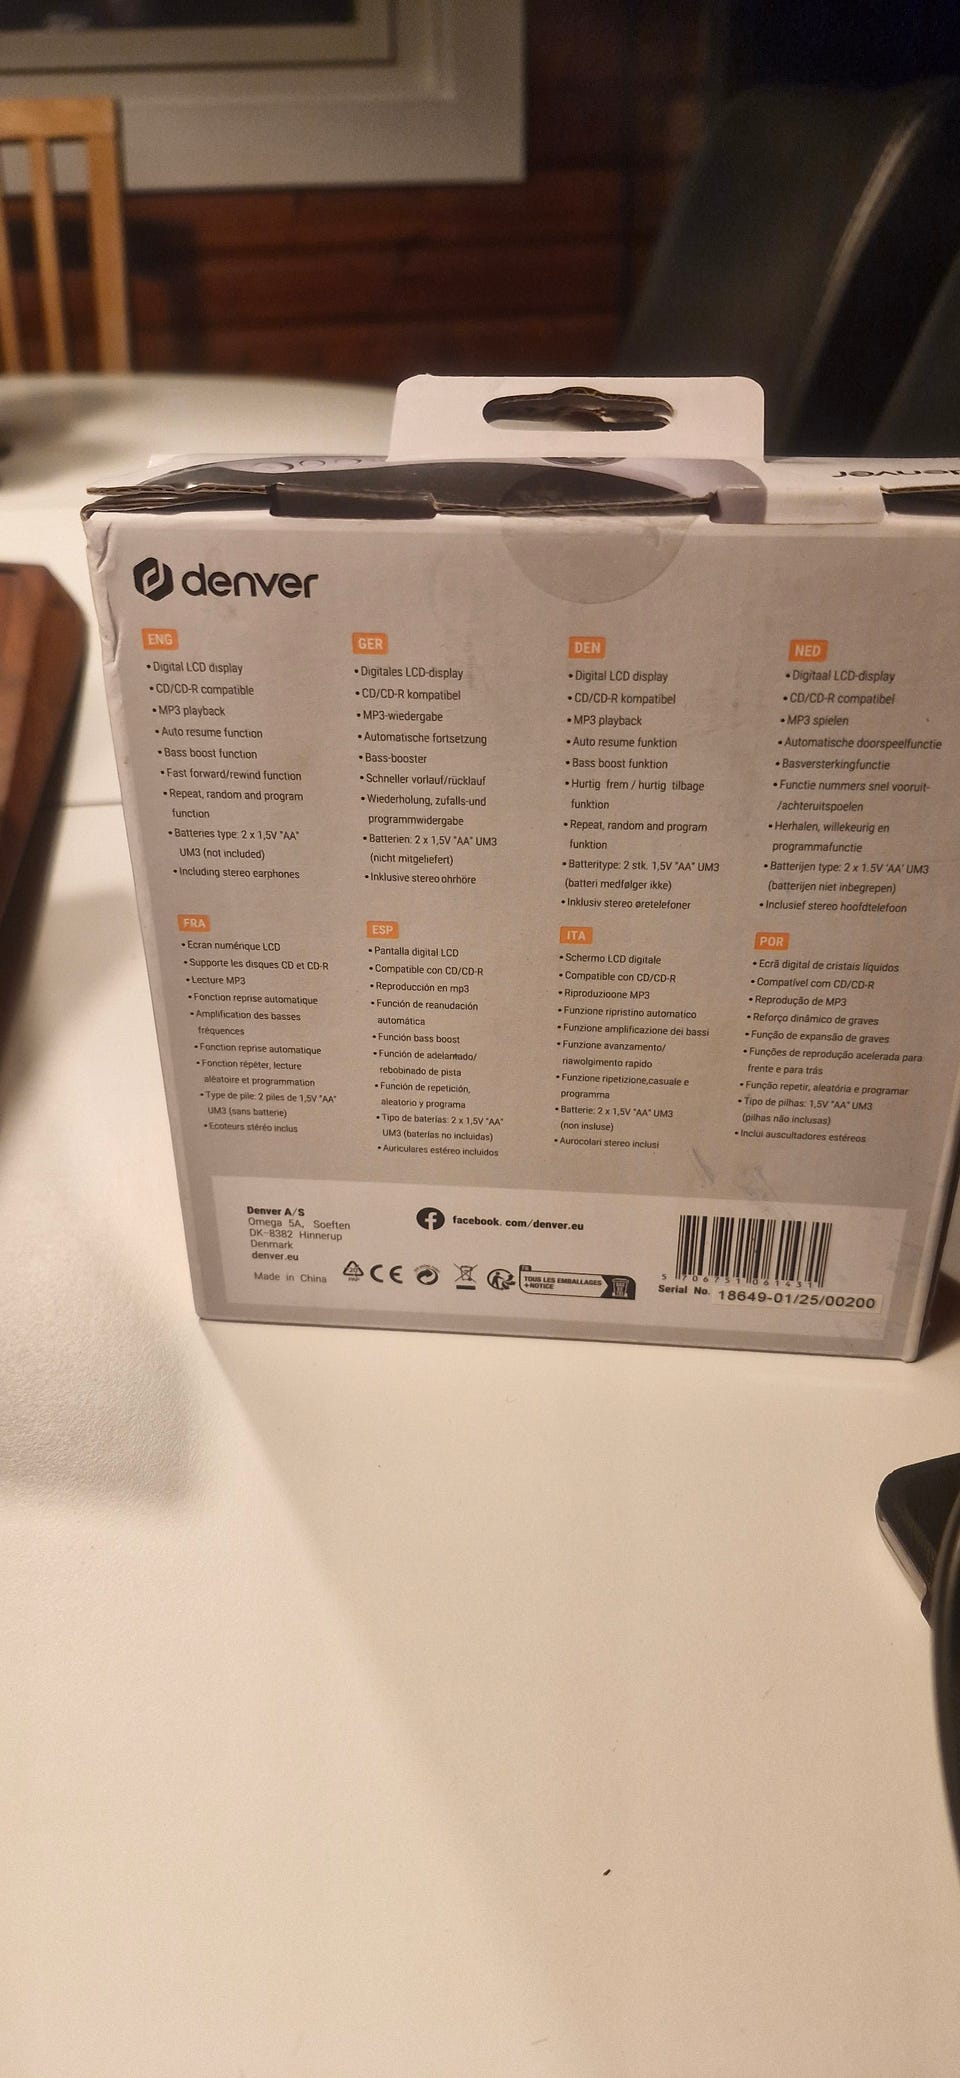 denver
denver
ENG
• Digital LCD display
• CD/CD-R compatible
• MP3 playback
• Auto resume function
• Bass boost function
• Fast forward/rewind function
• Repeat, random and program
function
• Batteries type: 2 x 1,5V "AA"
UM3 (not included)
• Including stereo earphones
GER
• Digitales LCD-display
• CD/CD-R kompatibel
• MP3-wiedergabe
• Automatische fortsetzung
• Bass-booster
• Schneller vorlauf/rücklauf
• Wiederholung, zufalls-und
programmwidergabe
• Batterien: 2 x 1,5V "AA" UM3
(nicht mitgeliefert)
• Inklusive stereo ohrhöre
DEN
• Digital LCD display
• CD/CD-R kompatibel
• MP3 playback
• Auto resume funktion
• Bass boost funktion
• Hurtig frem / hurtig tilbage
funktion
• Repeat, random and program
funktion
• Batteritype: 2 stk. 1,5V "AA" UM3
(batteri medfølger ikke)
• Inklusiv stereo øretelefoner
NED
• Digitaal LCD-display
• CD/CD-R compatibel
• MP3 spielen
• Automatische doorspeelfunctie
• Basversterkingfunctie
• Functie nummers snel vooruit-
/achteruitspoelen
• Herhalen, willekeurig en
programmafunctie
• Batterijen type: 2 x 1.5V 'AA' UM3
(batterijen niet inbegrepen)
• Inclusief stereo hoofdtelefoon
FRA
• Ecran numérique LCD
• Supporte les disques CD et CD-R
• Lecture MP3
• Fonction reprise automatique
• Amplification des basses
fréquences
• Fonction reprise automatique
• Fonction répéter, lecture
aléatoire et programmation
• Type de pile: 2 piles de 1,5V "AA"
UM3 (sans batterie)
• Ecoteurs stéréo inclus
ESP
• Pantalla digital LCD
• Compatible con CD/CD-R
• Reproducción en mp3
• Función de reanudación
automática
• Función bass boost
• Función de adelantado/
rebobinado de pista
• Función de repetición,
aleatorio y programa
• Tipo de baterías: 2 x 1,5V "AA"
UM3 (baterías no incluidas)
• Auriculares estéreo incluidos
ITA
• Schermo LCD digitale
• Compatible con CD/CD-R
• Riproduzioone MP3
• Funzione ripristino automatico
• Funzione amplificazione dei bassi
• Funzione avanzamento/
riawolgimento rapido
• Funzione ripetizione,casuale e
programma
• Batterie: 2 x 1,5V "AA" UM3
(non insluse)
• Aurocolari stereo inclusi
POR
• Ecrã digital de cristais líquidos
• Compatível com CD/CD-R
• Reprodução de MP3
• Reforço dinâmico de graves
• Função de expansão de graves
• Funções de reprodução acelerada para
frente e para trás
• Função repetir, aleatória e programar
• Tipo de pilhas: 1,5V "AA" UM3
(pilhas não inclusas)
• Inclui auscultadores estéreos
Denver A/S
Omega 5A, Soeften
DK-8382 Hinnerup
Denmark
denver.eu
Made in China
facebook. com/denver.eu
PAP
CE
FR
TOUS LES EMBALLAGES
+NOTICE
5 706751 061431
Serial No. 18649-01/25/00200